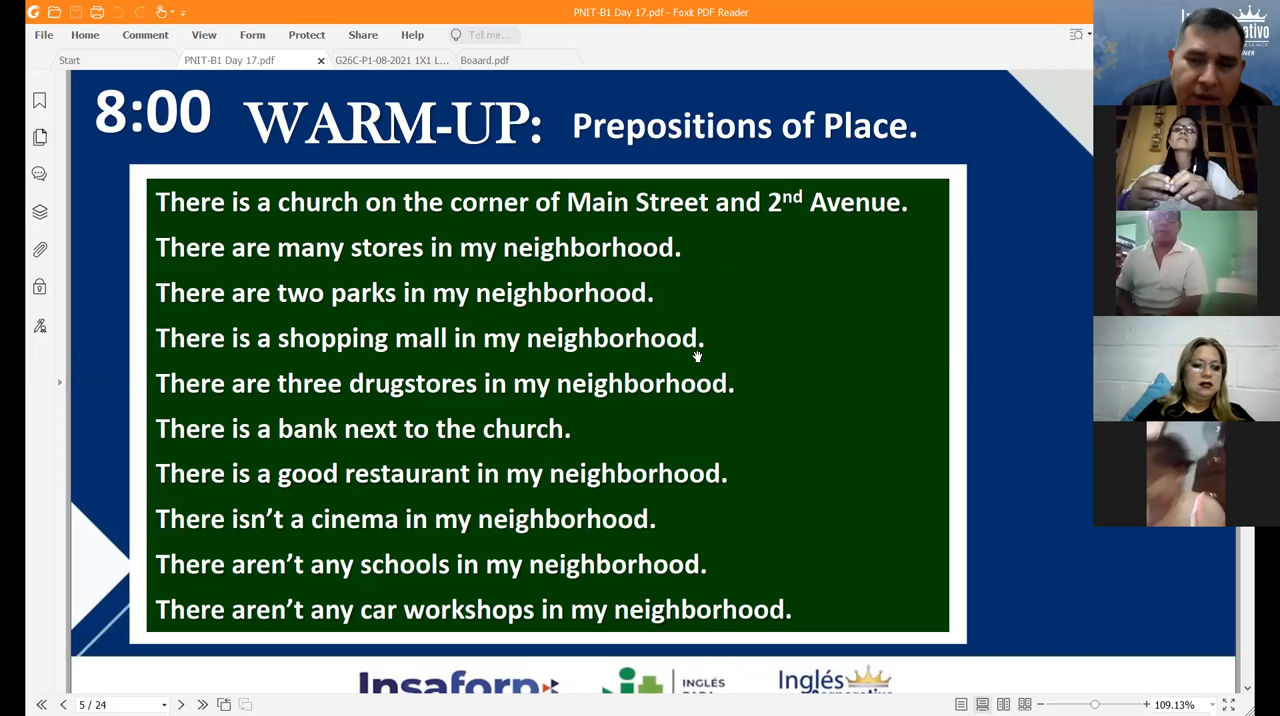 PNIT-B1 Day 17.pdf - Foxit PDF Reader
File Home Comment View Form Protect Share Help Tell me...
Start PNIT-B1 Day 17.pdf G26C-P1-08-2021 1X1 L... Boaard.pdf
8:00 WARM-UP: Prepositions of Place.
There is a church on the corner of Main Street and 2nd Avenue.
There are many stores in my neighborhood.
There are two parks in my neighborhood.
There is a shopping mall in my neighborhood.
There are three drugstores in my neighborhood.
There is a bank next to the church.
There is a good restaurant in my neighborhood.
There isn't a cinema in my neighborhood.
There aren't any schools in my neighborhood.
There aren't any car workshops in my neighborhood.
Insaforp
INGLÉS
Inglés
5 / 24
109.13%